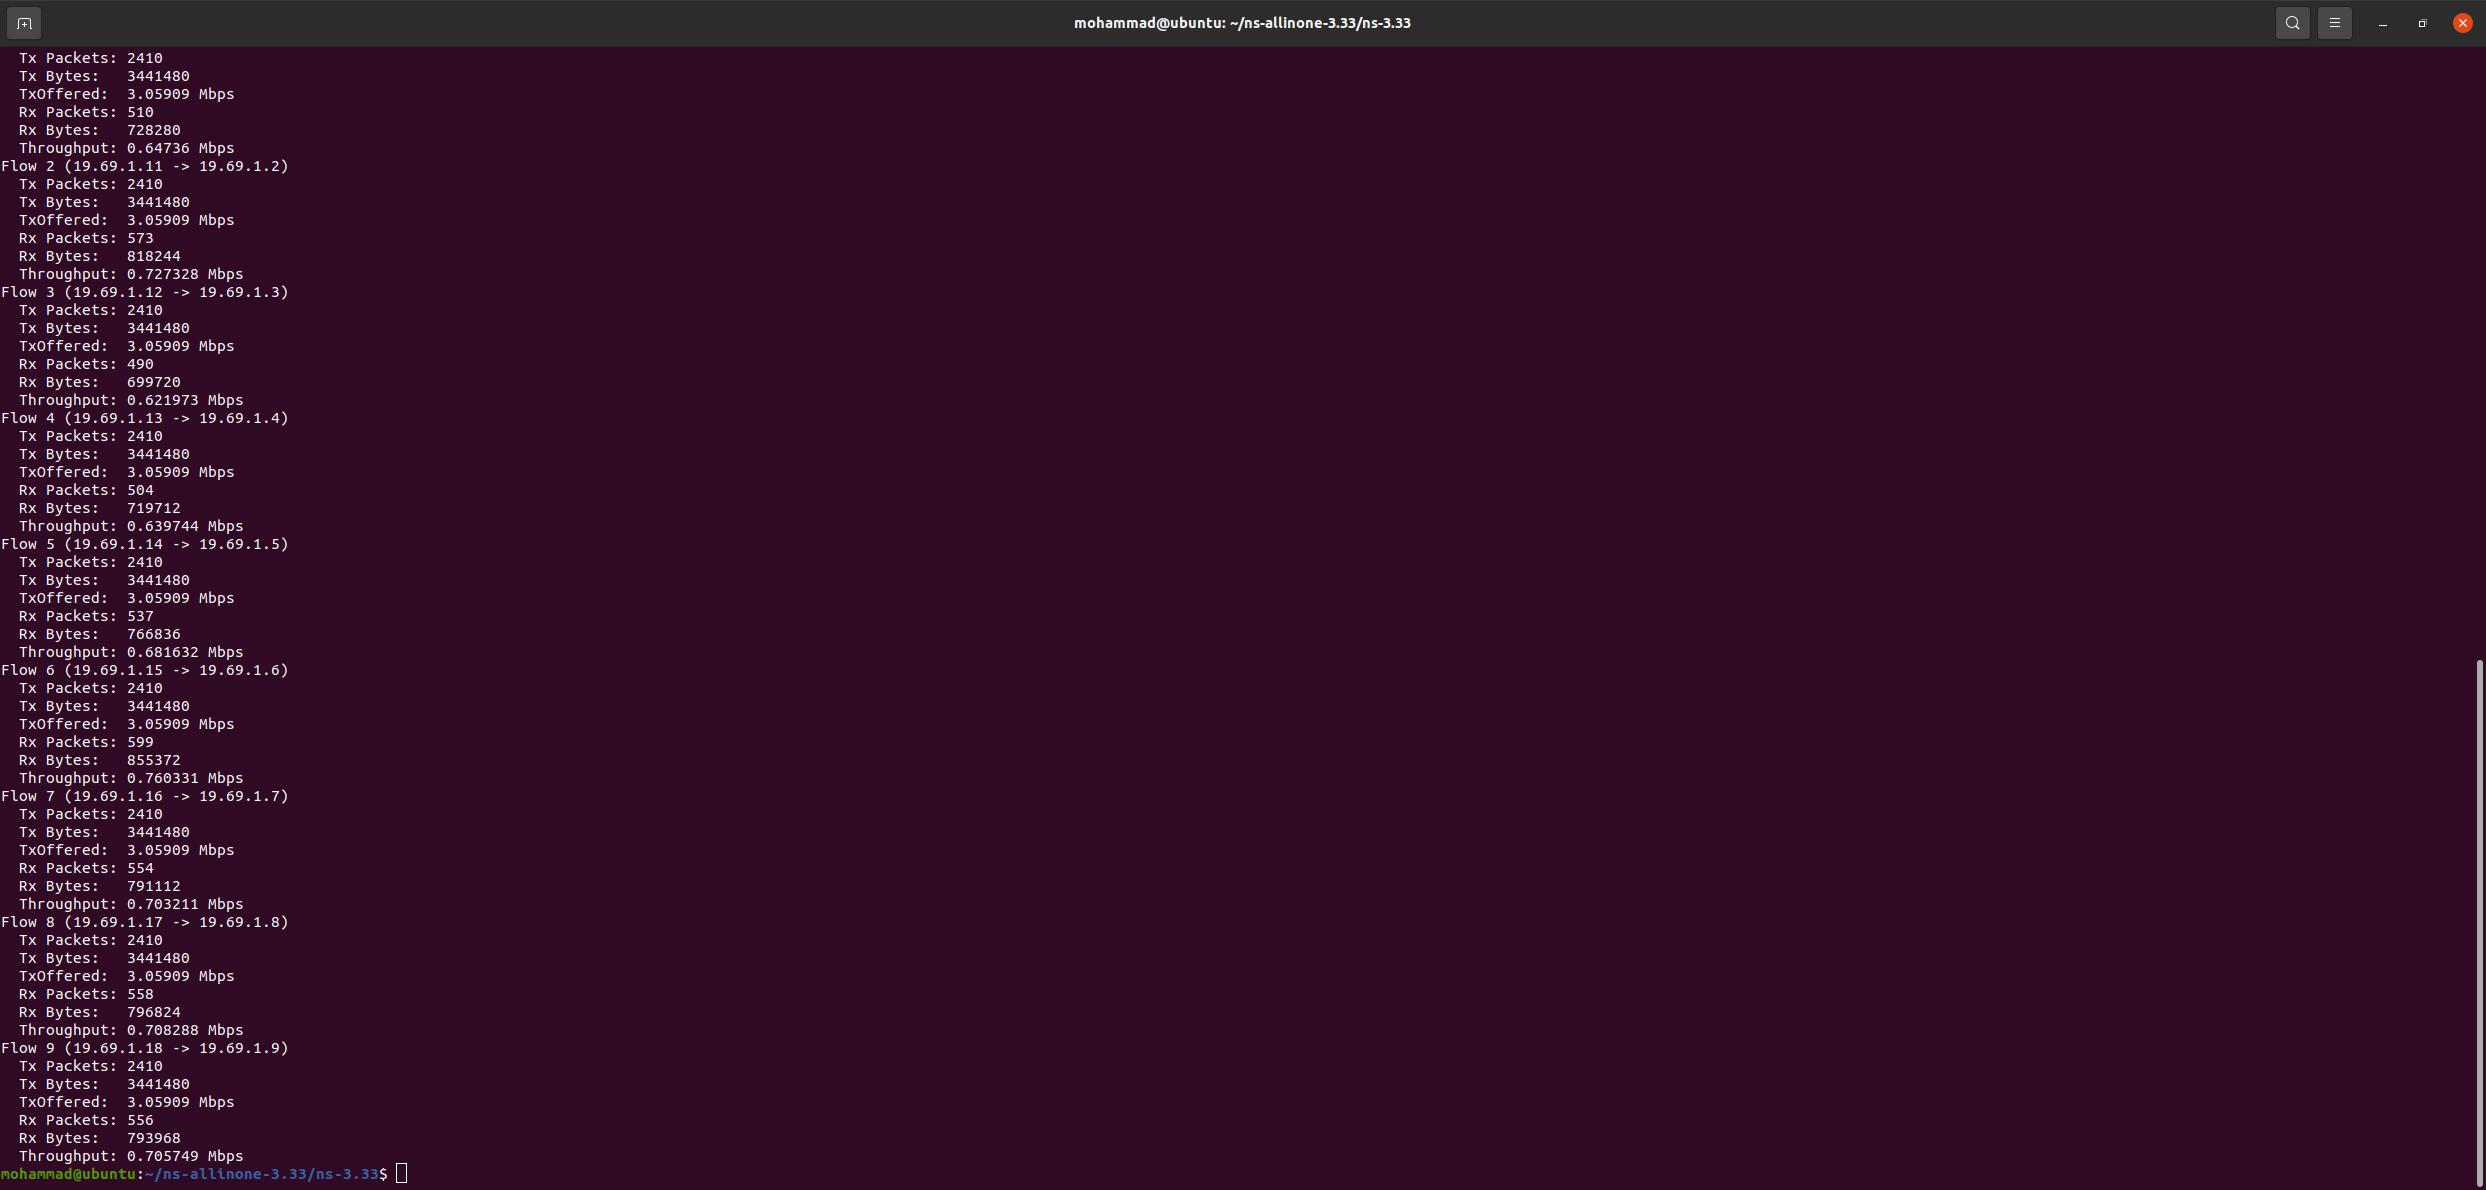 mohammad@ubuntu: ~/ns-allinone-3.33/ns-3.33
Tx Packets: 2410
Tx Bytes: 3441480
TxOffered: 3.05909 Mbps
Rx Packets: 510
Rx Bytes: 728280
Throughput: 0.64736 Mbps
Flow 2 (19.69.1.11 -> 19.69.1.2)
Tx Packets: 2410
Tx Bytes: 3441480
TxOffered: 3.05909 Mbps
Rx Packets: 573
Rx Bytes: 818244
Throughput: 0.727328 Mbps
Flow 3 (19.69.1.12 -> 19.69.1.3)
Tx Packets: 2410
Tx Bytes: 3441480
TxOffered: 3.05909 Mbps
Rx Packets: 490
Rx Bytes: 699720
Throughput: 0.621973 Mbps
Flow 4 (19.69.1.13 -> 19.69.1.4)
Tx Packets: 2410
Tx Bytes: 3441480
TxOffered: 3.05909 Mbps
Rx Packets: 504
Rx Bytes: 719712
Throughput: 0.639744 Mbps
Flow 5 (19.69.1.14 -> 19.69.1.5)
Tx Packets: 2410
Tx Bytes: 3441480
TxOffered: 3.05909 Mbps
Rx Packets: 537
Rx Bytes: 766836
Throughput: 0.681632 Mbps
Flow 6 (19.69.1.15 -> 19.69.1.6)
Tx Packets: 2410
Tx Bytes: 3441480
TxOffered: 3.05909 Mbps
Rx Packets: 599
Rx Bytes: 855372
Throughput: 0.760331 Mbps
Flow 7 (19.69.1.16 -> 19.69.1.7)
Tx Packets: 2410
Tx Bytes: 3441480
TxOffered: 3.05909 Mbps
Rx Packets: 554
Rx Bytes: 791112
Throughput: 0.703211 Mbps
Flow 8 (19.69.1.17 -> 19.69.1.8)
Tx Packets: 2410
Tx Bytes: 3441480
TxOffered: 3.05909 Mbps
Rx Packets: 558
Rx Bytes: 796824
Throughput: 0.708288 Mbps
Flow 9 (19.69.1.18 -> 19.69.1.9)
Tx Packets: 2410
Tx Bytes: 3441480
TxOffered: 3.05909 Mbps
Rx Packets: 556
Rx Bytes: 793968
Throughput: 0.705749 Mbps
mohammad@ubuntu:~/ns-allinone-3.33/ns-3.33$